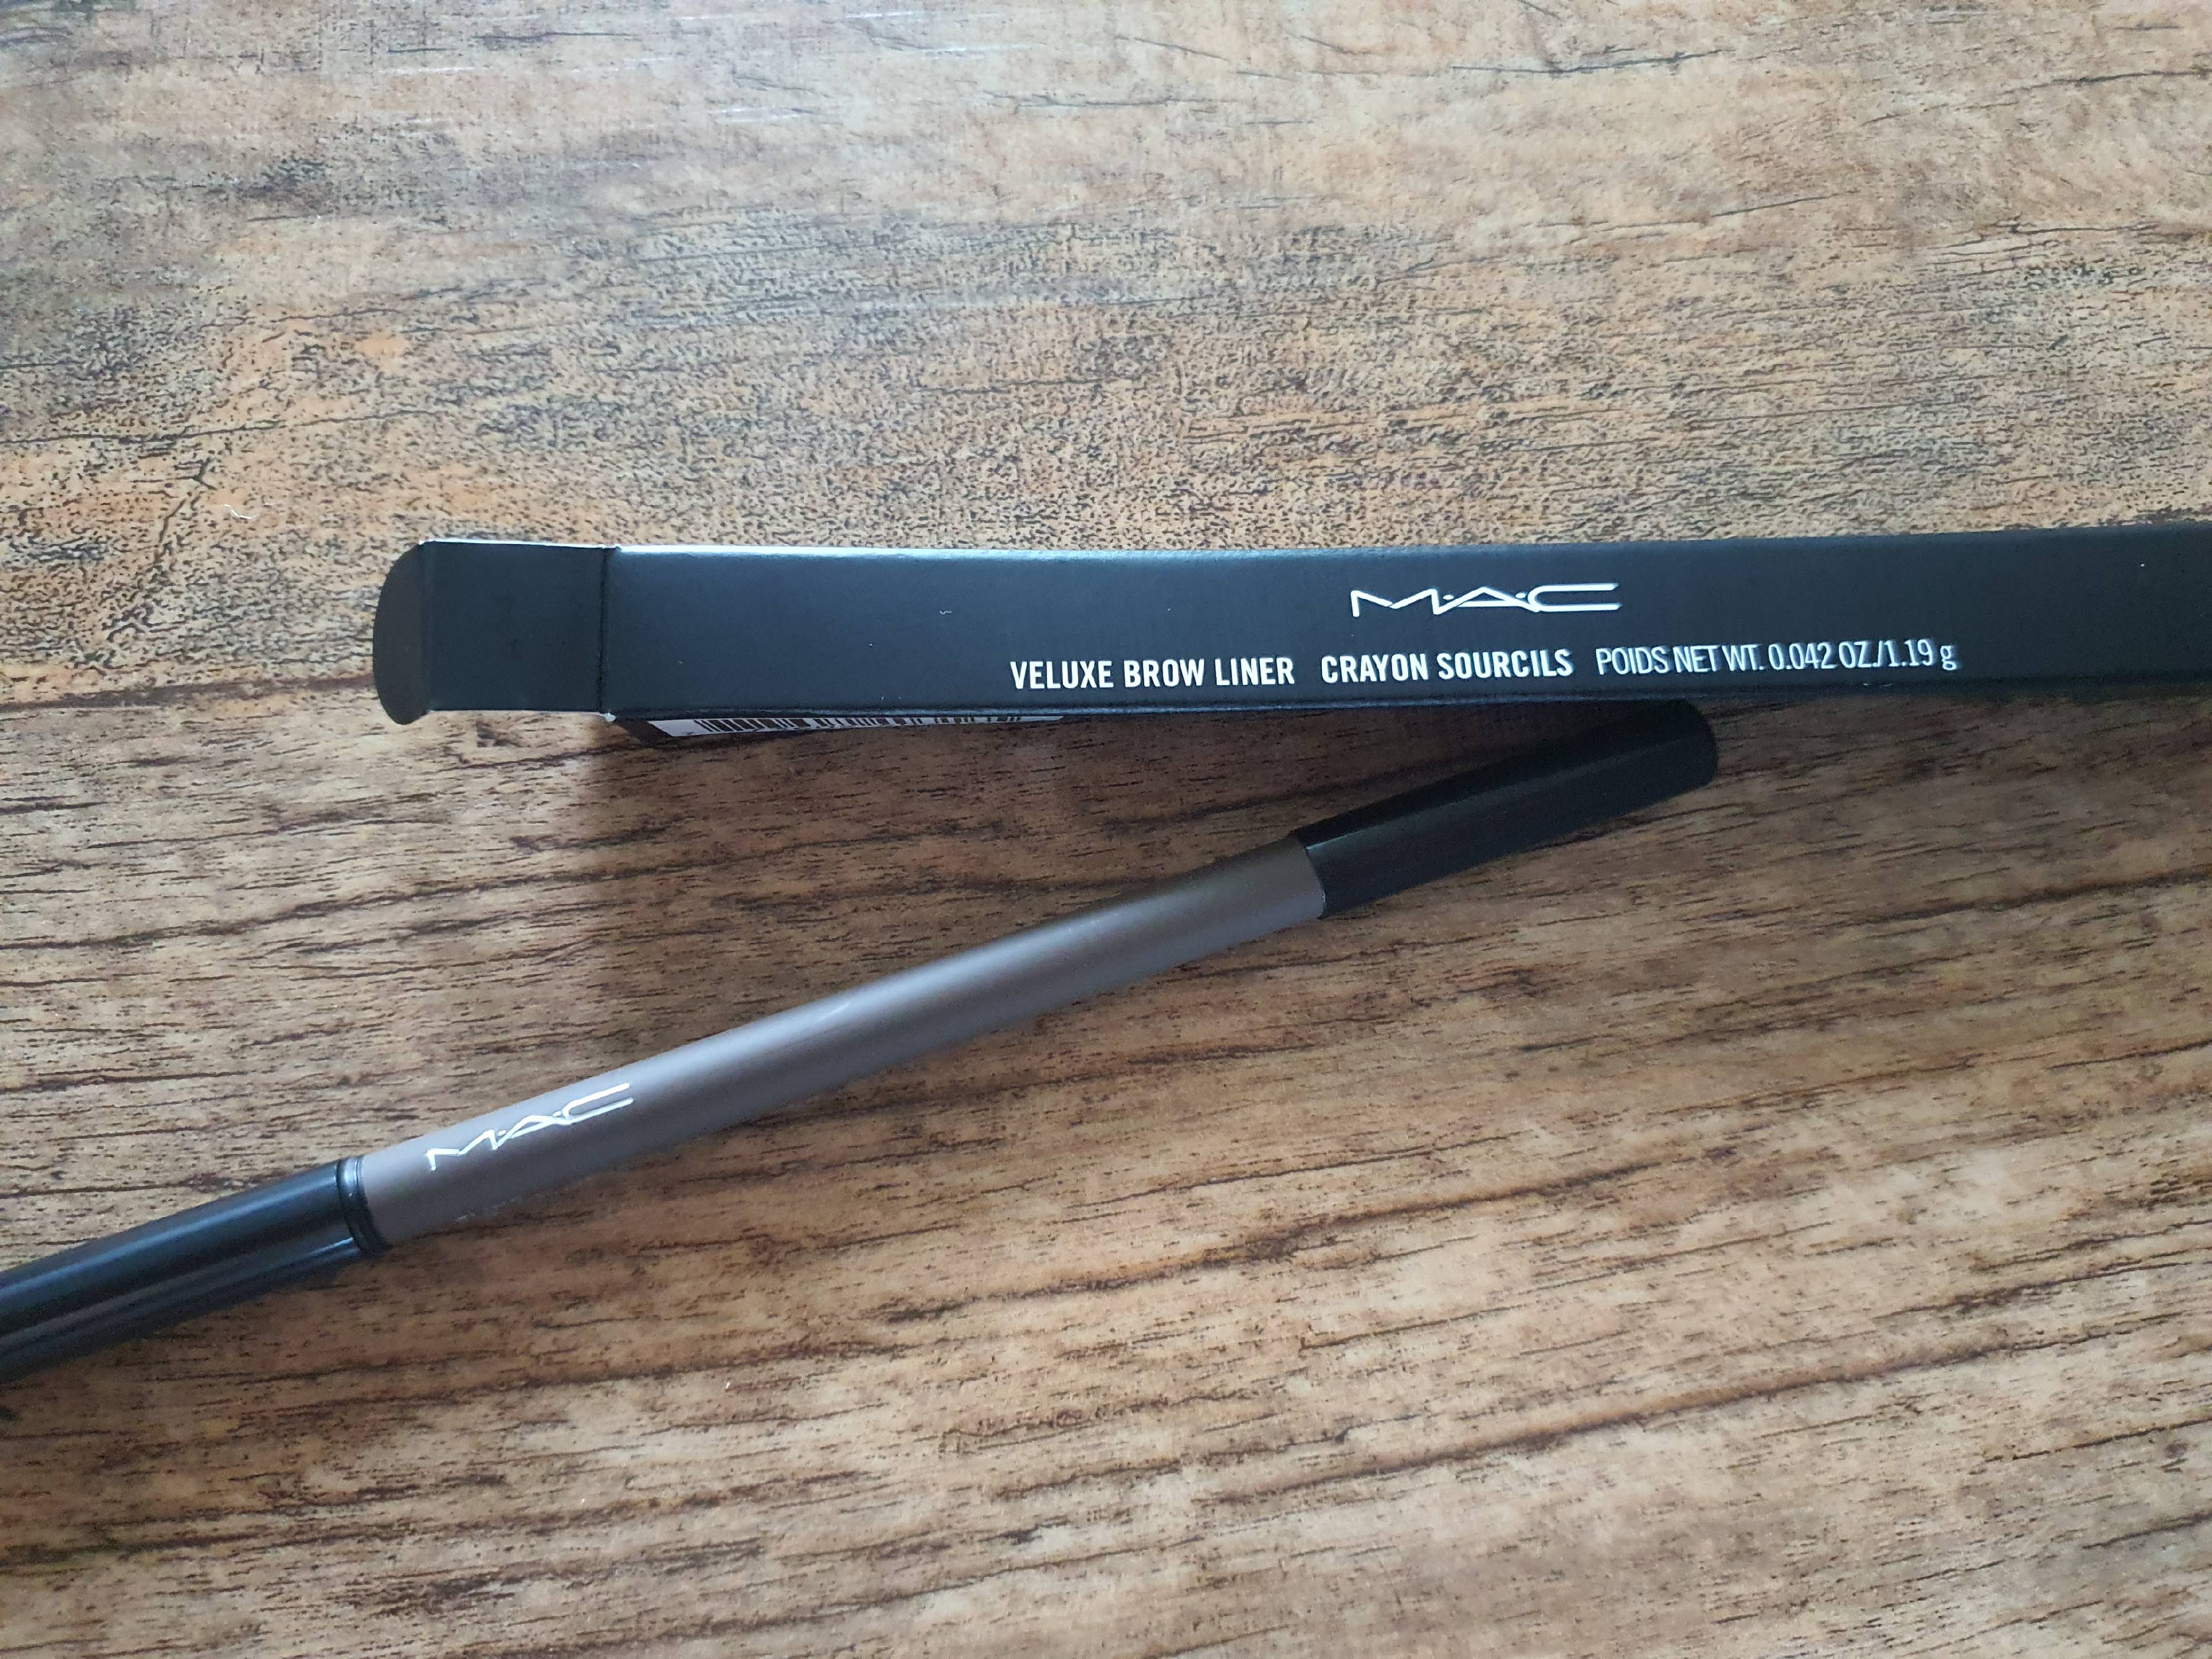 M·A·C
VELUXE BROW LINER CRAYON SOURCILS POIDS NET WT. 0.042 OZ./1.19 g
M·A·C